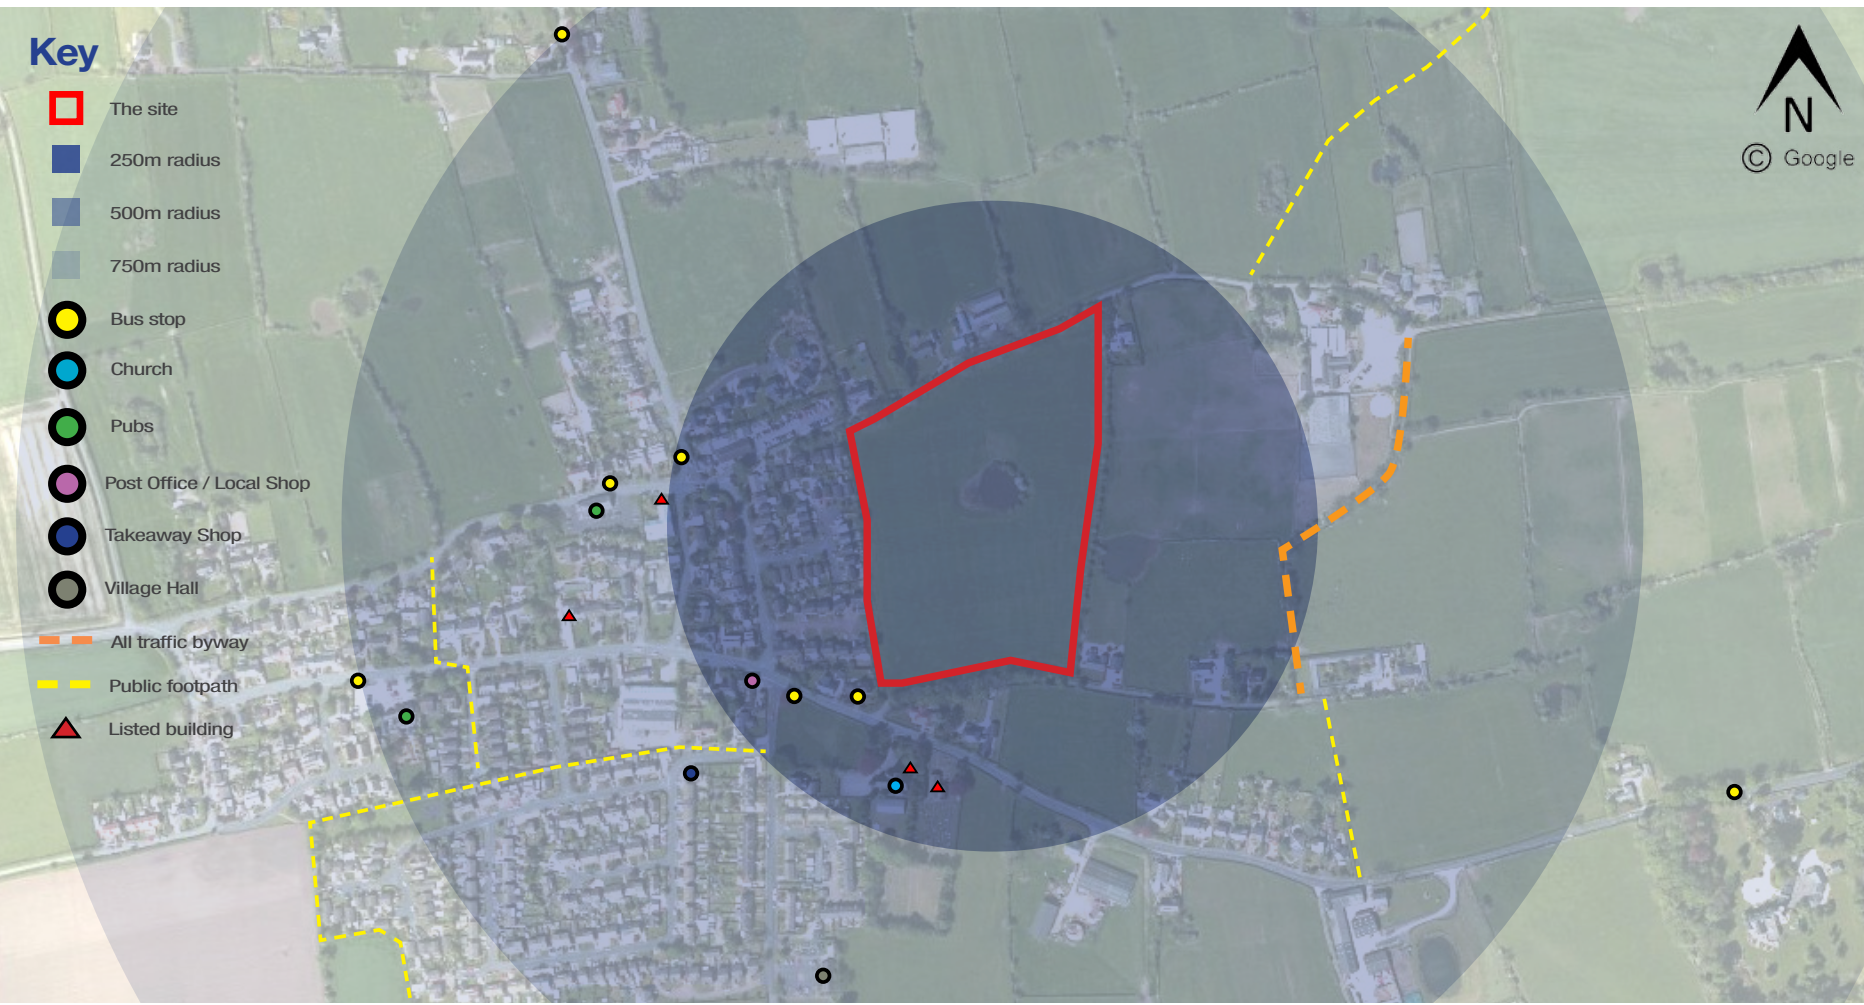 Key
The site
250m radius
500m radius
750m radius
Bus stop
Church
Pubs
Post Office / Local Shop
Takeaway Shop
Village Hall
All traffic byway
Public footpath
Listed building
N
© Google